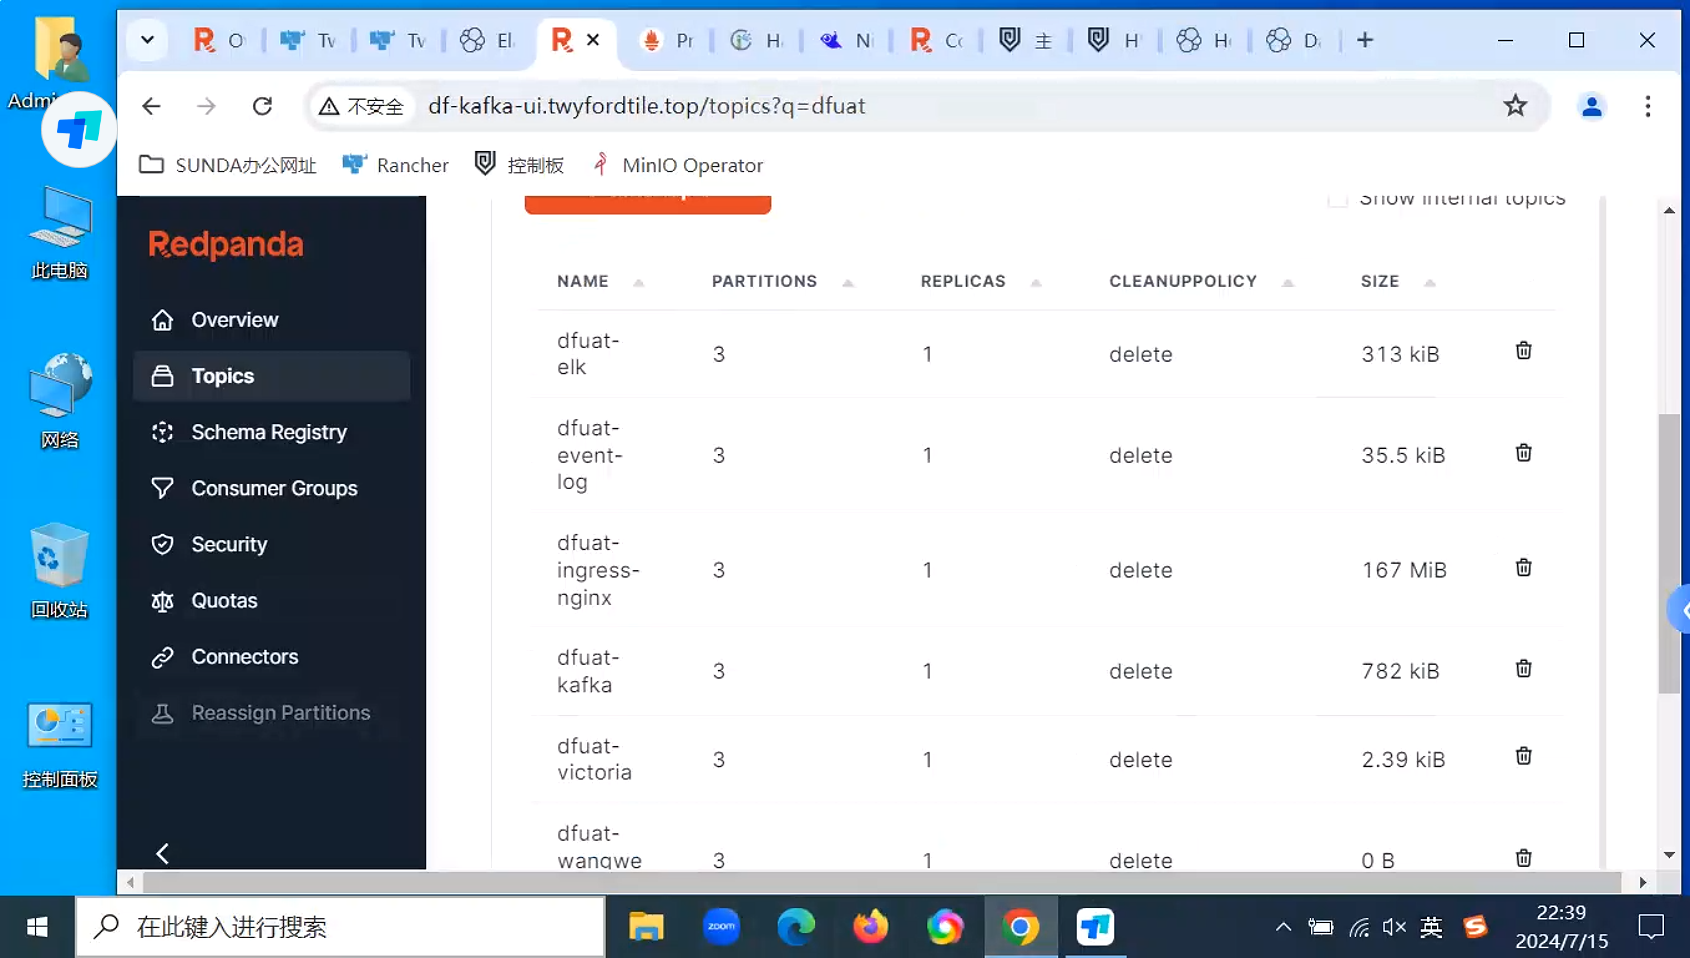 Tw
Tw
El
Pr
主
不安全
df-kafka-ui.twyfordtile.top/topics?q=dfuat
SUNDA办公网址
Rancher
控制板
MinIO Operator
此电脑
网络
回收站
控制面板
Redpanda
Overview
Topics
Schema Registry
Consumer Groups
Security
Quotas
Connectors
Reassign Partitions
Show internal topics
NAME PARTITIONS REPLICAS CLEANUPPOLICY SIZE
dfuat-
elk
3 1 delete 313 kiB
dfuat-
event-
log
3 1 delete 35.5 kiB
dfuat-
ingress-
nginx
3 1 delete 167 MiB
dfuat-
kafka
3 1 delete 782 kiB
dfuat-
victoria
3 1 delete 2.39 kiB
dfuat-
wangwe
3 1 delete 0 B
在此键入进行搜索
zoom
英
22:39
2024/7/15